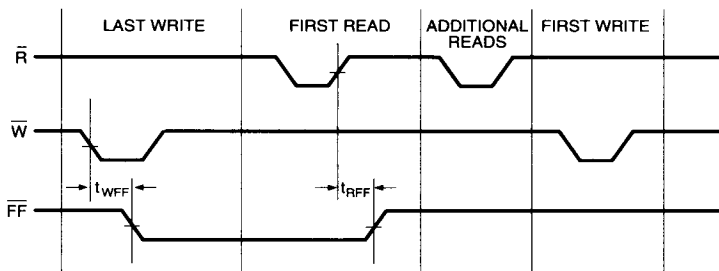 LAST WRITE
FIRST READ
ADDITIONAL READS
FIRST WRITE
R̅
W̅
t_WFF
t_RFF
F̅F̅